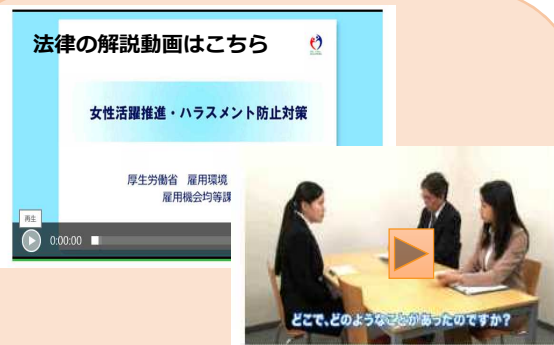 法律の解説動画はこちら
女性活躍推進・ハラスメント防止対策
厚生労働省 雇用環境
雇用機会均等課
再生
0:00:00
どこで、どのようなことがあったのですか?